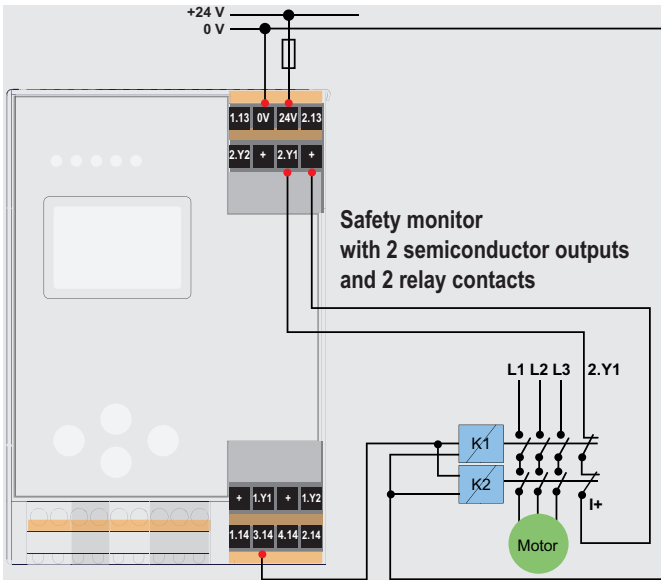 +24 V
0 V
1.13 0V 24V 2.13
2.Y2 + 2.Y1 +
Safety monitor
with 2 semiconductor outputs
and 2 relay contacts
L1 L2 L3 2.Y1
K1
K2
I+
Motor
+ 1.Y1 + 1.Y2
1.14 3.14 4.14 2.14